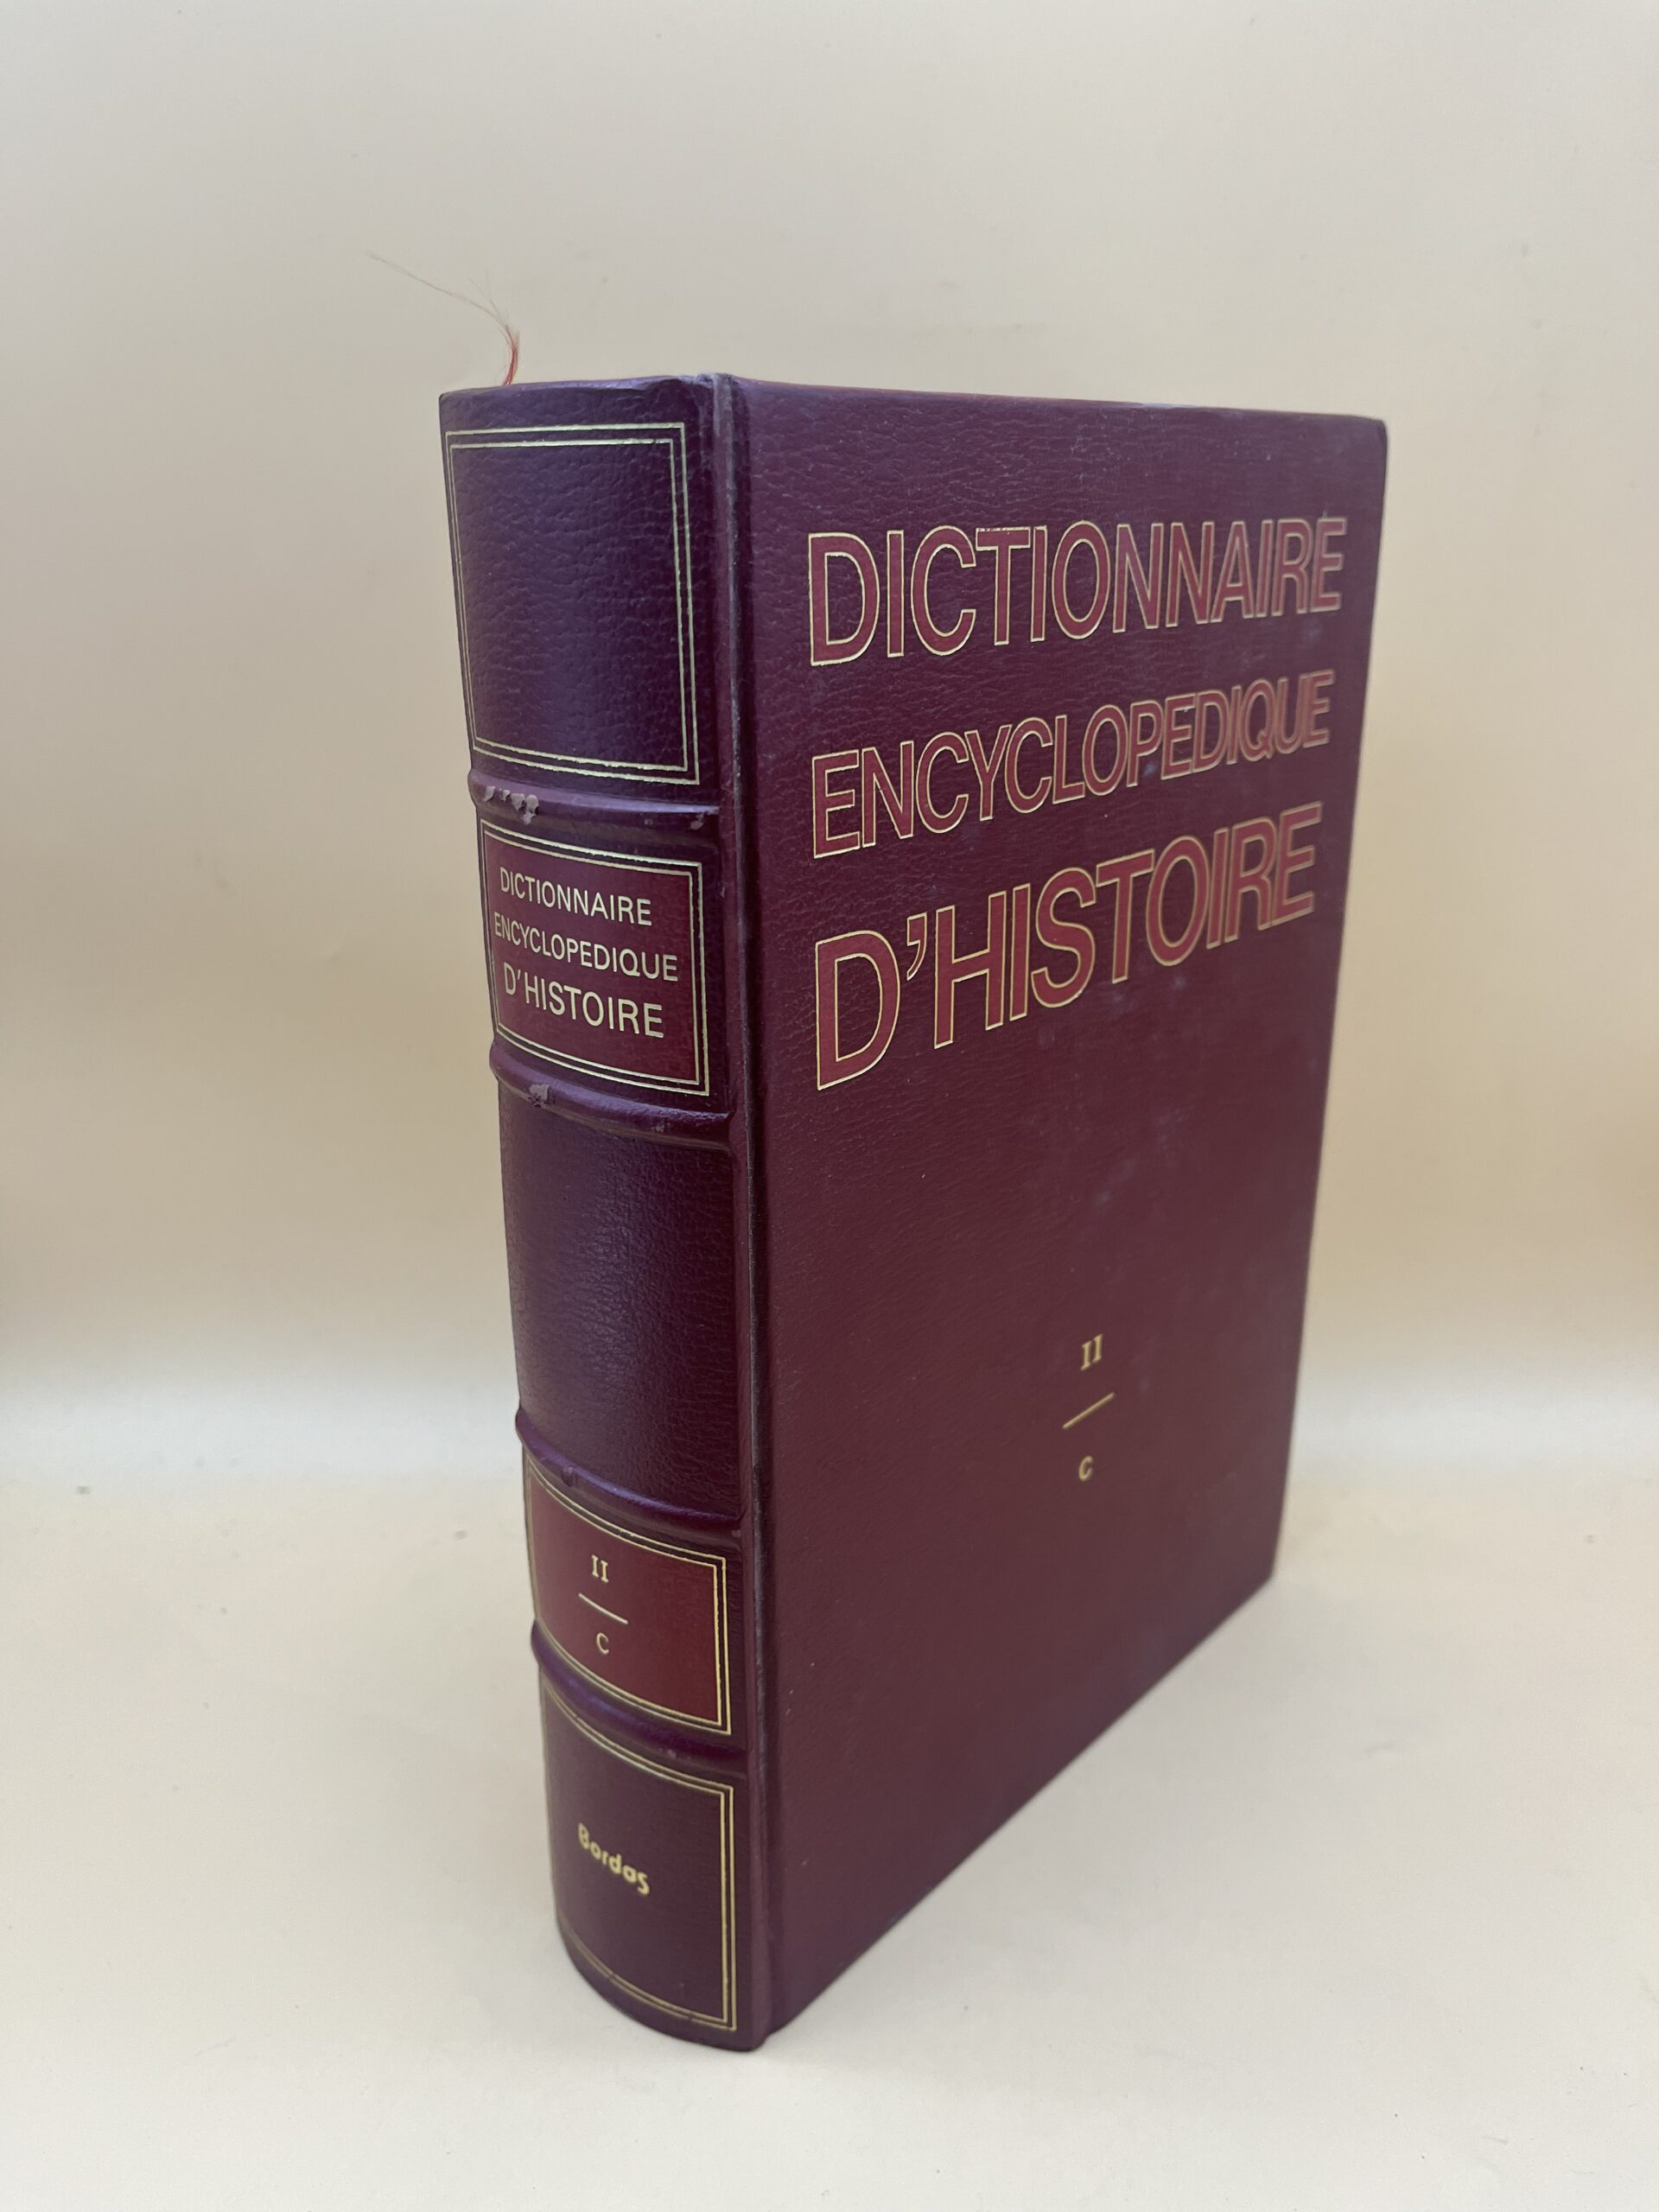 DICTIONNAIRE
ENCYCLOPEDIQUE
D'HISTOIRE
II
C
Bordas
DICTIONNAIRE
ENCYCLOPEDIQUE
D'HISTOIRE
II
C